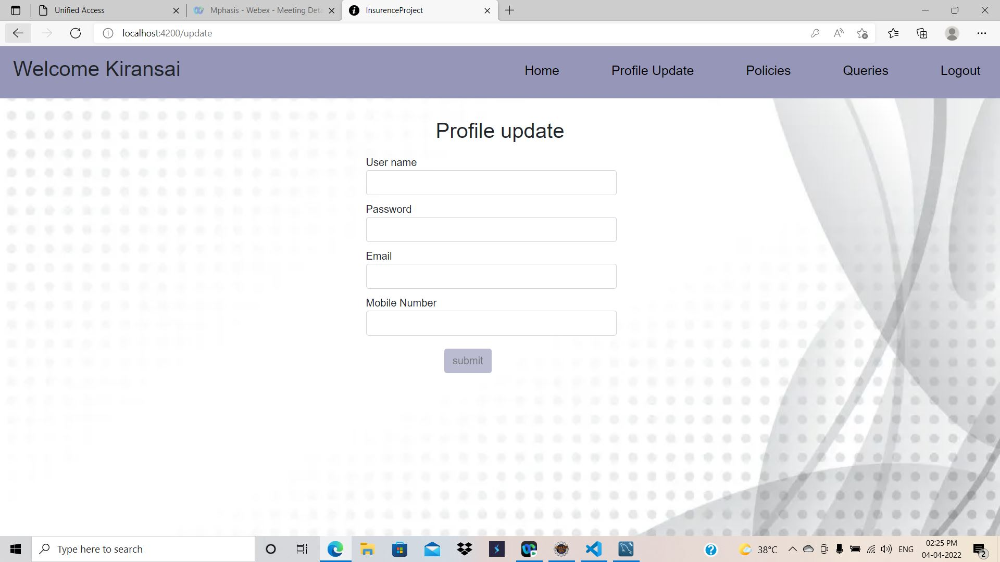 Unified Access
Mphasis - Webex - Meeting Deta
InsurenceProject
localhost:4200/update
Welcome Kiransai
Home
Profile Update
Policies
Queries
Logout
Profile update
User name
Password
Email
Mobile Number
submit
Type here to search
38°C
ENG
02:25 PM
04-04-2022
2